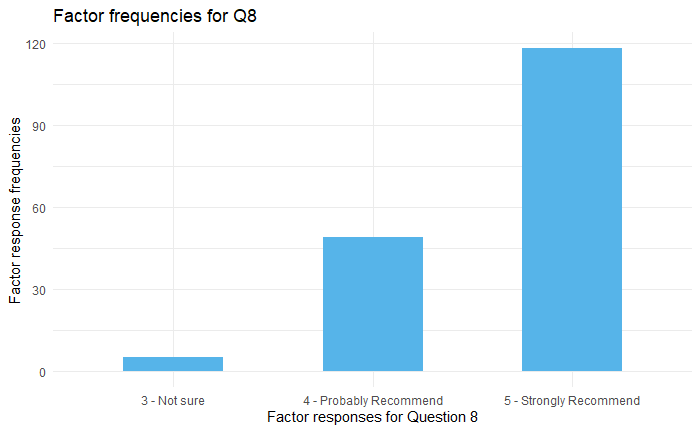 Factor frequencies for Q8
Factor response frequencies
120
90
60
30
0
3 - Not sure
4 - Probably Recommend
5 - Strongly Recommend
Factor responses for Question 8